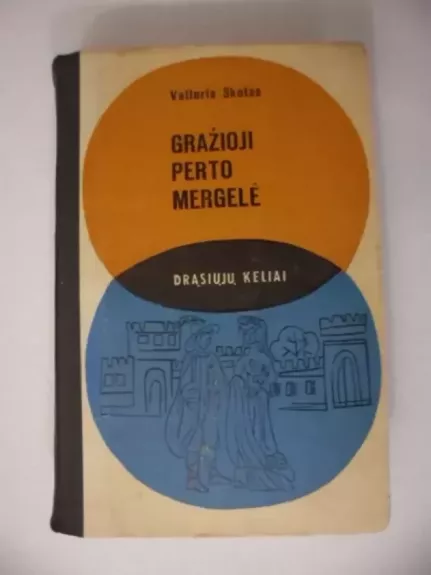 Valteris Skotas
GRAŽIOJI
PERTO
MERGELĖ
DRĄSIŲJŲ KELIAI